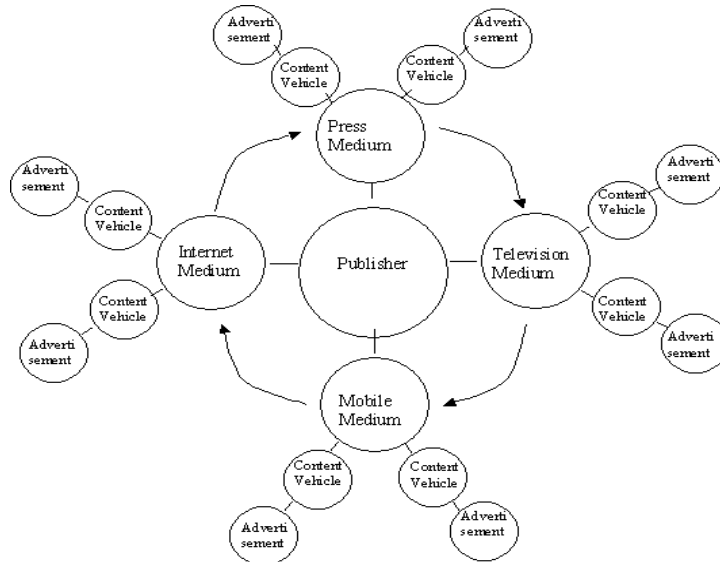 Adverti
sement
Adverti
sement
Content
Vehicle
Content
Vehicle
Press
Medium
Adverti
sement
Adverti
sement
Content
Vehicle
Content
Vehicle
Internet
Medium
Publisher
Television
Medium
Content
Vehicle
Content
Vehicle
Adverti
sement
Adverti
sement
Mobile
Medium
Content
Vehicle
Content
Vehicle
Adverti
sement
Adverti
sement